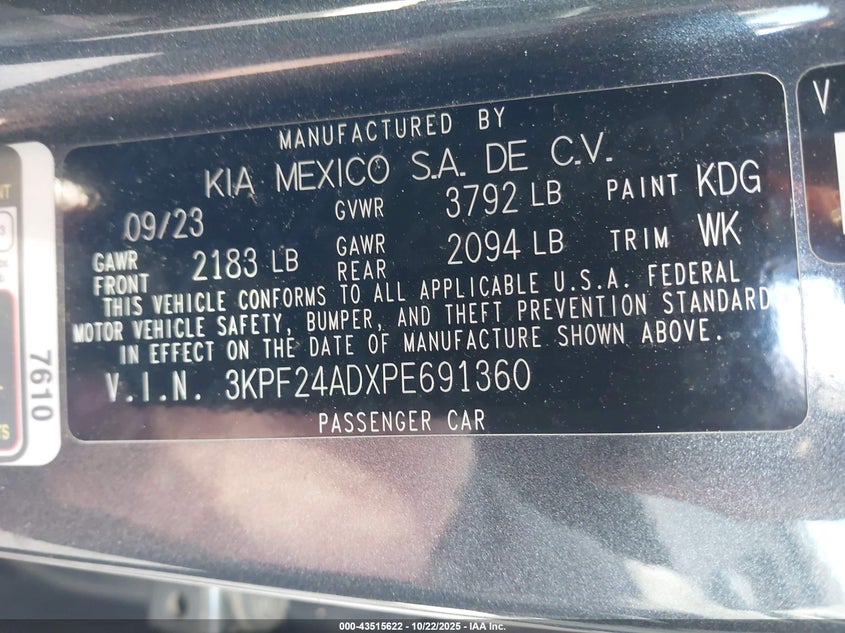 MANUFACTURED BY
KIA MEXICO S.A. DE C.V.
09/23 GVWR 3792 LB PAINT KDG
GAWR FRONT 2183 LB GAWR REAR 2094 LB TRIM WK
THIS VEHICLE CONFORMS TO ALL APPLICABLE U.S.A. FEDERAL
MOTOR VEHICLE SAFETY, BUMPER, AND THEFT PREVENTION STANDARD
IN EFFECT ON THE DATE OF MANUFACTURE SHOWN ABOVE.
V.I.N. 3KPF24ADXPE691360
PASSENGER CAR
7610
V
000-43515622 - 10/22/2025 - IAA Inc.